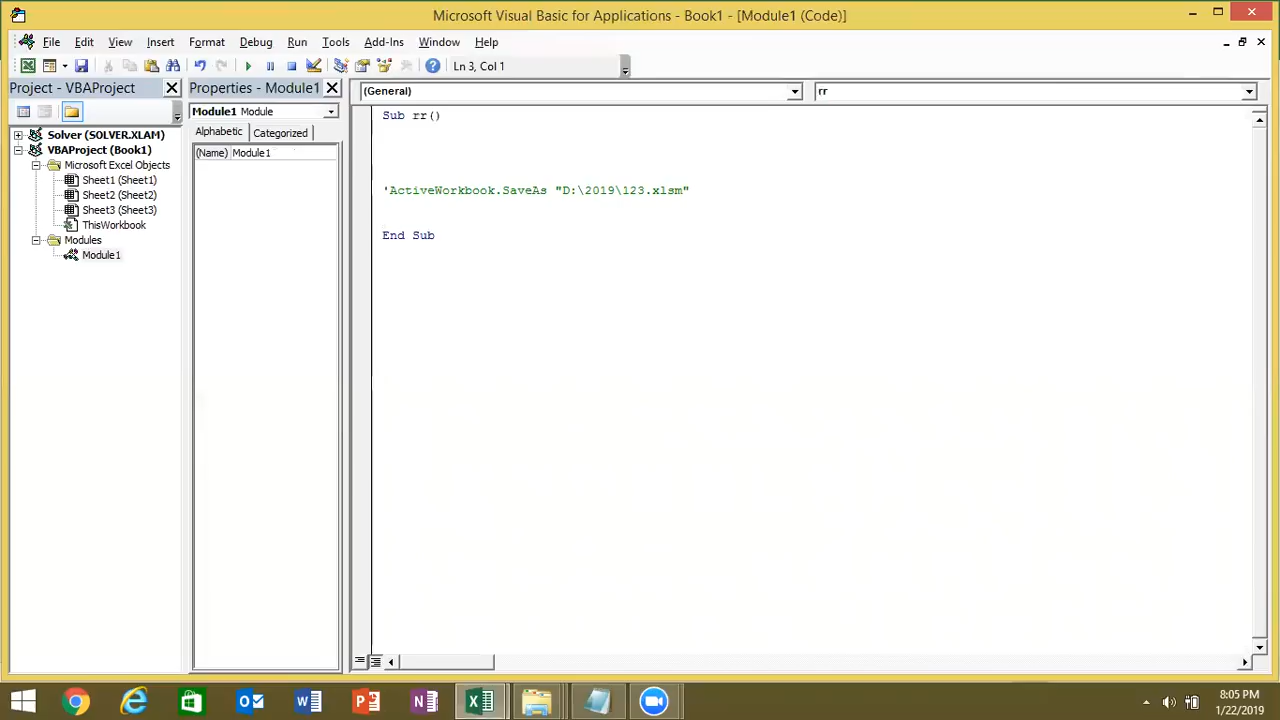 Microsoft Visual Basic for Applications - Book1 - [Module1 (Code)]
File Edit View Insert Format Debug Run Tools Add-Ins Window Help
Ln 3, Col 1
Project - VBAProject
Properties - Module1
(General)
rr
Module1 Module
Alphabetic Categorized
(Name) Module1
Solver (SOLVER.XLAM)
VBAProject (Book1)
Microsoft Excel Objects
Sheet1 (Sheet1)
Sheet2 (Sheet2)
Sheet3 (Sheet3)
ThisWorkbook
Modules
Module1
Sub rr()
'ActiveWorkbook.SaveAs "D:\2019\123.xlsm"
End Sub
8:05 PM
1/22/2019